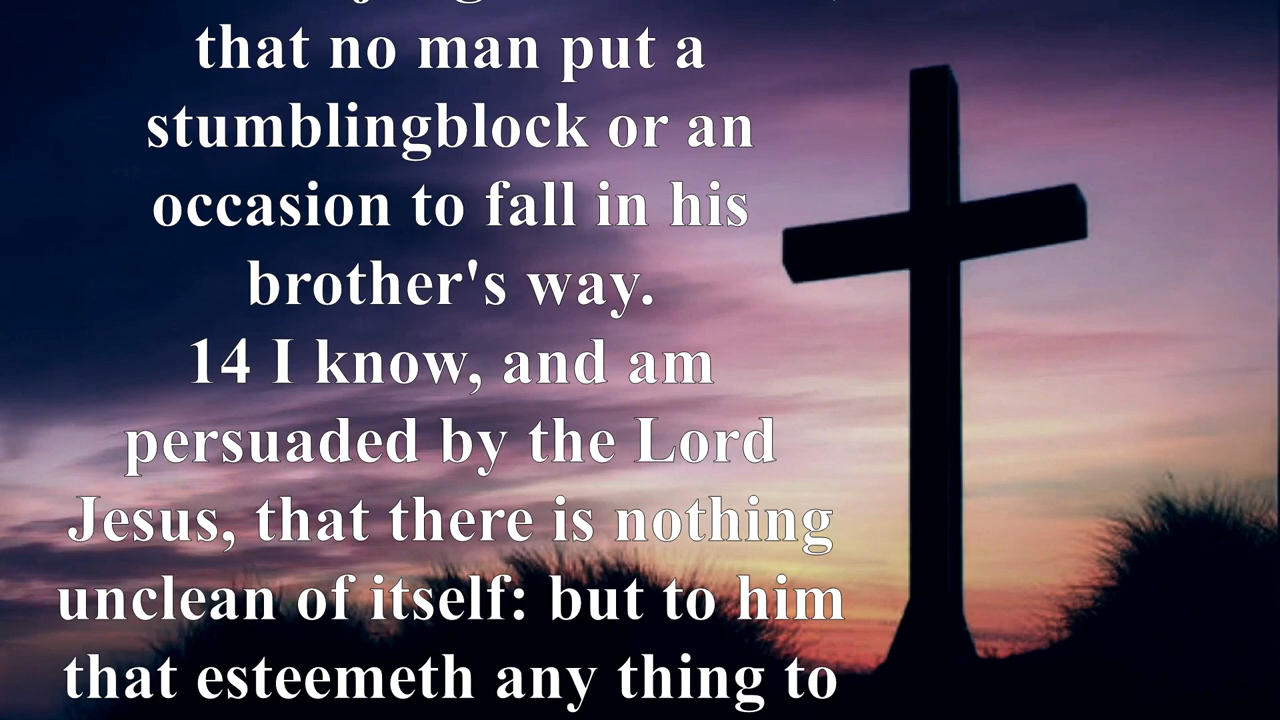 that no man put a
stumblingblock or an
occasion to fall in his
brother's way.
14 I know, and am
persuaded by the Lord
Jesus, that there is nothing
unclean of itself: but to him
that esteemeth any thing to